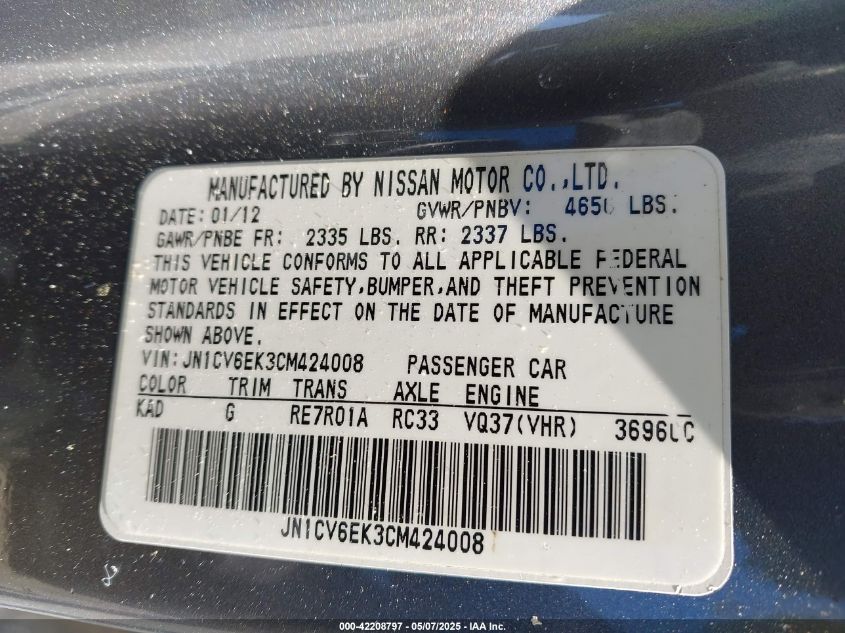 MANUFACTURED BY NISSAN MOTOR CO.,LTD.
DATE: 01/12 GVWR/PNBV: 4650 LBS.
GAWR/PNBE FR: 2335 LBS. RR: 2337 LBS.
THIS VEHICLE CONFORMS TO ALL APPLICABLE FEDERAL
MOTOR VEHICLE SAFETY,BUMPER,AND THEFT PREVENTION
STANDARDS IN EFFECT ON THE DATE OF MANUFACTURE
SHOWN ABOVE.
VIN:JN1CV6EK3CM424008 PASSENGER CAR
COLOR TRIM TRANS AXLE ENGINE
KAD G RE7R01A RC33 VQ37(VHR) 3696CC
JN1CV6EK3CM424008
000-42208797 - 05/07/2025 - IAA Inc.